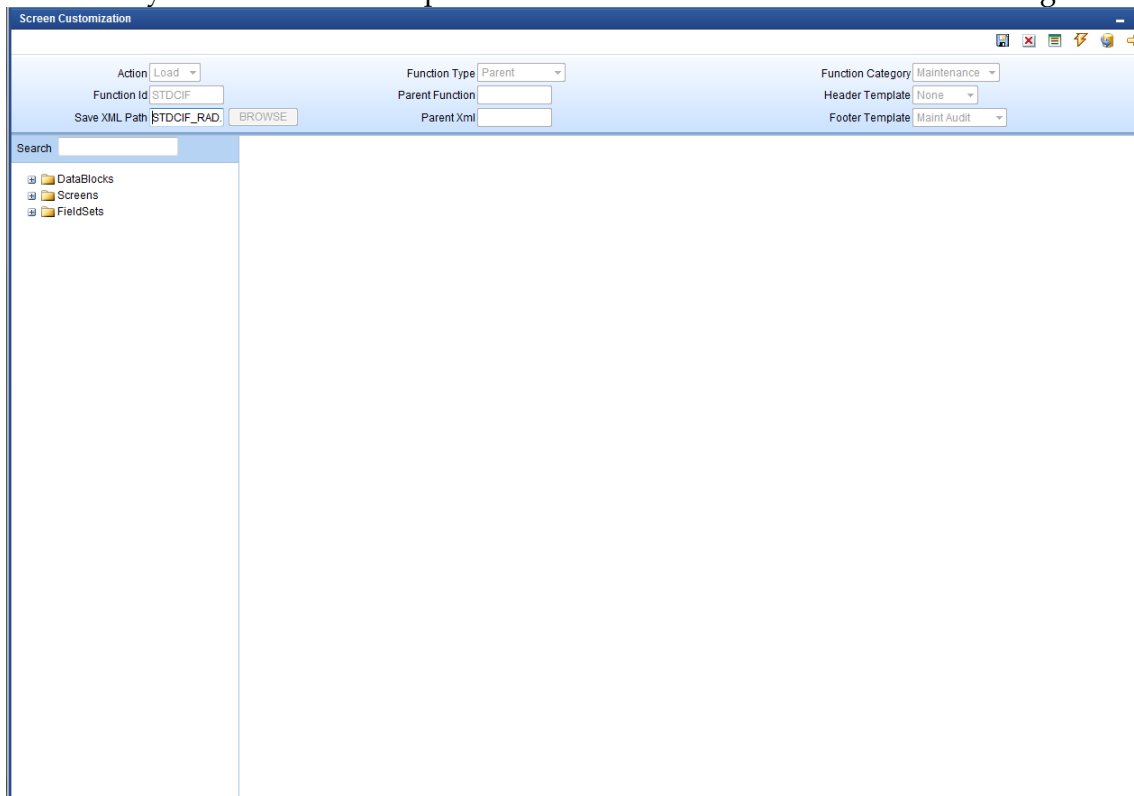 Screen Customization
Action Load Function Type Parent Function Category Maintenance
Function Id STDCIF Parent Function Header Template None
Save XML Path STDCIF_RAD. BROWSE Parent Xml Footer Template Maint Audit
Search
DataBlocks
Screens
FieldSets